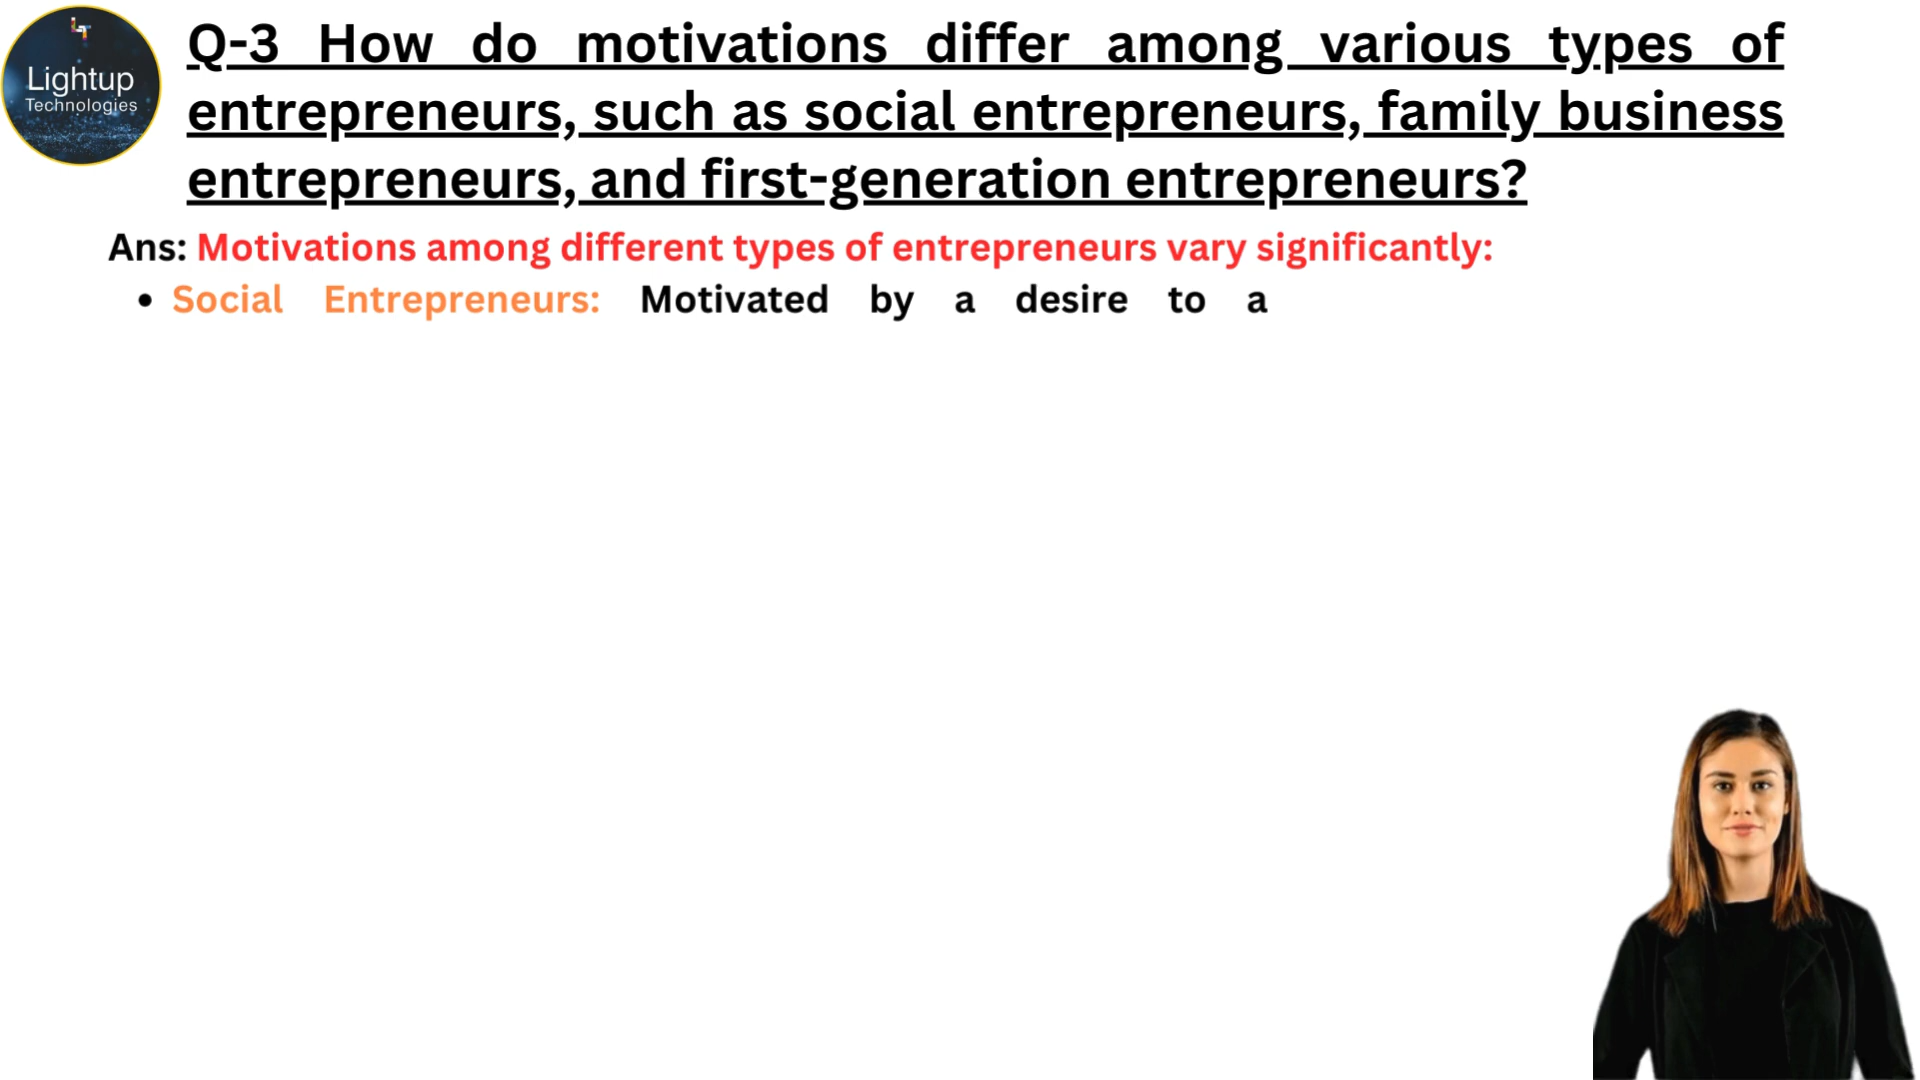 Lightup
Technologies
Q-3 How do motivations differ among various types of
entrepreneurs, such as social entrepreneurs, family business
entrepreneurs, and first-generation entrepreneurs?
Ans: Motivations among different types of entrepreneurs vary significantly:
• Social Entrepreneurs: Motivated by a desire to a